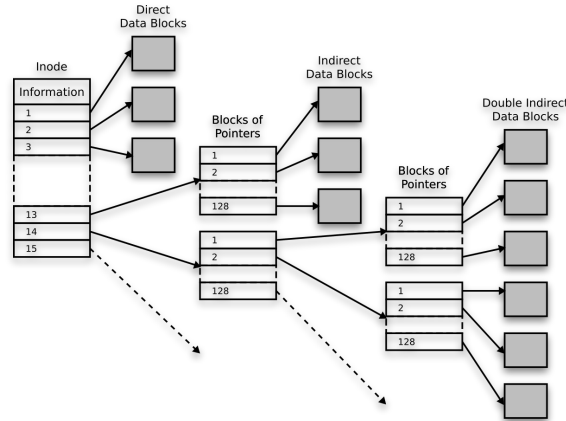 Direct
Data Blocks
Inode
Information
1
2
3
13
14
15
Blocks of
Pointers
1
2
128
1
2
128
Indirect
Data Blocks
Blocks of
Pointers
1
2
128
1
2
128
Double Indirect
Data Blocks